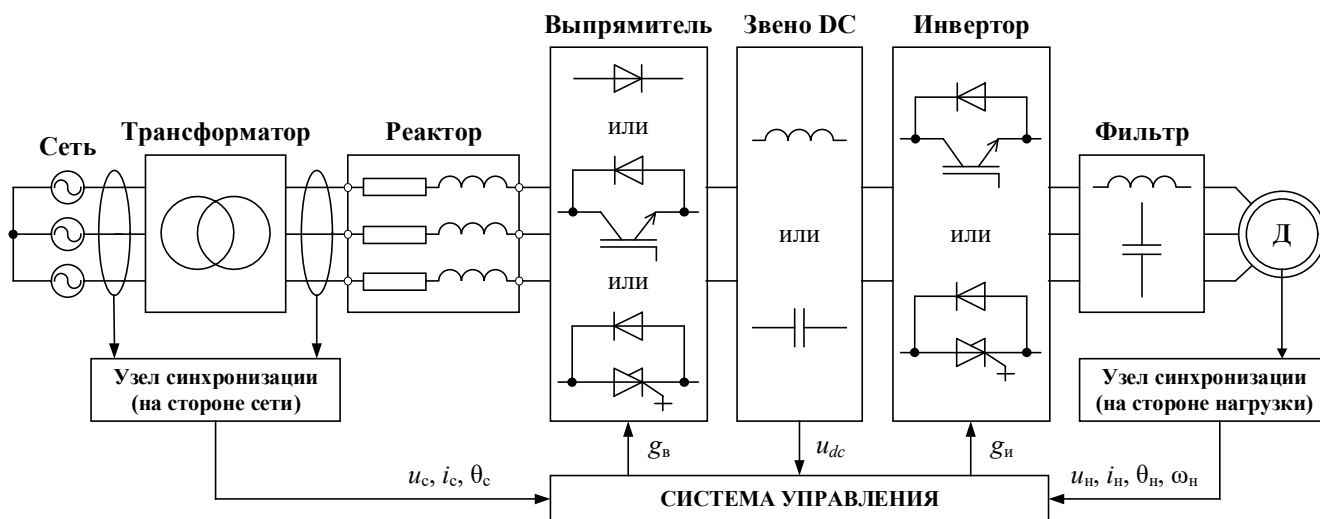 Выпрямитель
Звено DC
Инвертор
Сеть
Трансформатор
Реактор
Фильтр
или
или
или
или
Д
Узел синхронизации
(на стороне сети)
Узел синхронизации
(на стороне нагрузки)
uс, iс, θс
gв
udc
gи
uн, iн, θн, ωн
СИСТЕМА УПРАВЛЕНИЯ